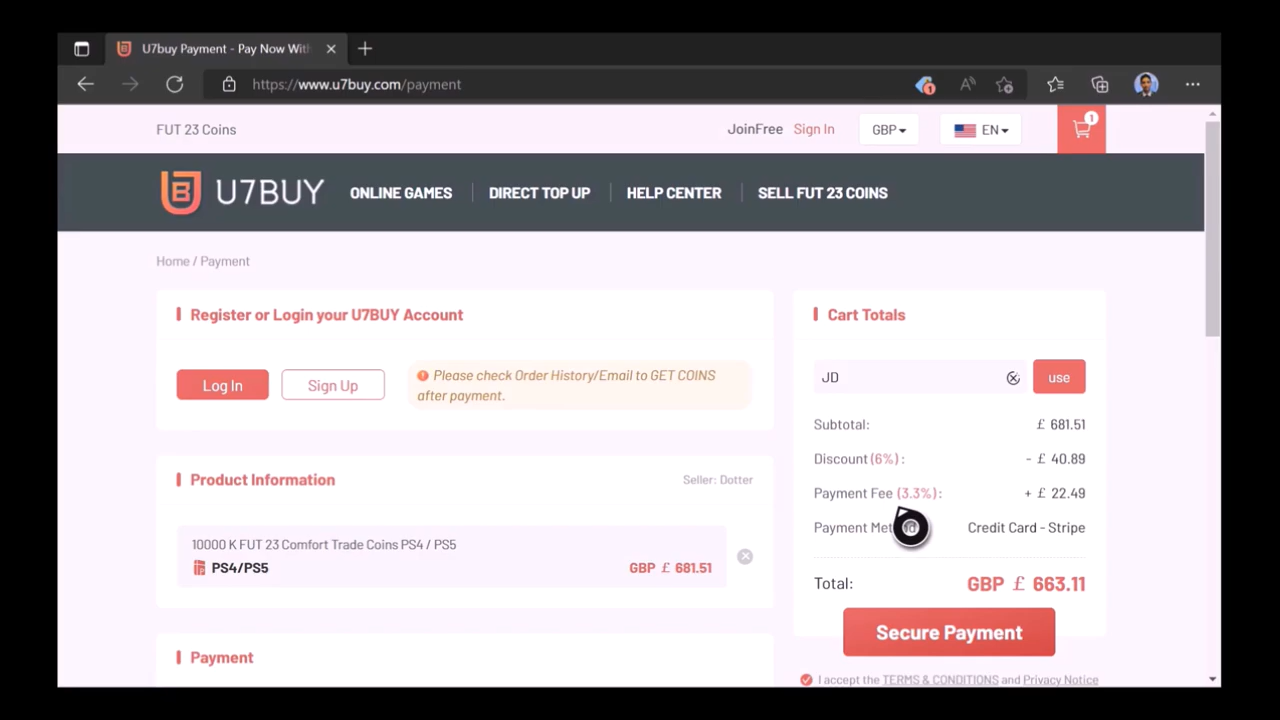 U7buy Payment - Pay Now With
https://www.u7buy.com/payment
1
FUT 23 Coins
JoinFree Sign In
GBP
EN
1
U7BUY
ONLINE GAMES
DIRECT TOP UP
HELP CENTER
SELL FUT 23 COINS
Home / Payment
Register or Login your U7BUY Account
Log In
Sign Up
Please check Order History/Email to GET COINS
after payment.
Product Information
Seller: Dotter
10000 K FUT 23 Comfort Trade Coins PS4 / PS5
PS4/PS5
GBP £ 681.51
Payment
Cart Totals
JD
use
Subtotal: £ 681.51
Discount (6%) : - £ 40.89
Payment Fee (3.3%) : + £ 22.49
Payment Credit Card - Stripe
Total: GBP £ 663.11
Secure Payment
I accept the TERMS & CONDITIONS and Privacy Notice